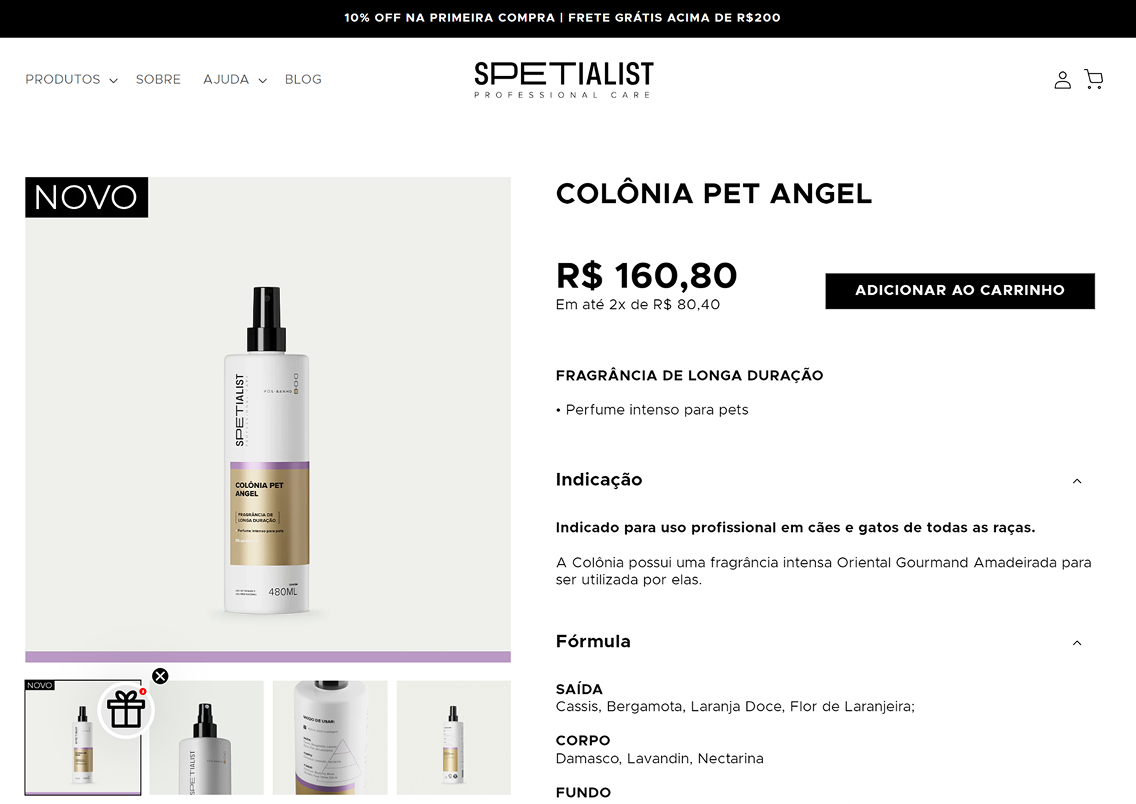 10% OFF NA PRIMEIRA COMPRA | FRETE GRÁTIS ACIMA DE R$200
PRODUTOS SOBRE AJUDA BLOG
SPETIALIST
PROFESSIONAL CARE
NOVO
SPETIALIST
PÓS-BANHO
COLÔNIA PET
ANGEL
FRAGRÂNCIA DE
LONGA DURAÇÃO
Perfume intenso para pets
480ML
COLÔNIA PET ANGEL
R$ 160,80
Em até 2x de R$ 80,40
ADICIONAR AO CARRINHO
FRAGRÂNCIA DE LONGA DURAÇÃO
• Perfume intenso para pets
Indicação
Indicado para uso profissional em cães e gatos de todas as raças.
A Colônia possui uma fragrância intensa Oriental Gourmand Amadeirada para
ser utilizada por elas.
Fórmula
SAÍDA
Cassis, Bergamota, Laranja Doce, Flor de Laranjeira;
CORPO
Damasco, Lavandin, Nectarina
FUNDO
NOVO
SPETIALIST
MODO DE USAR: